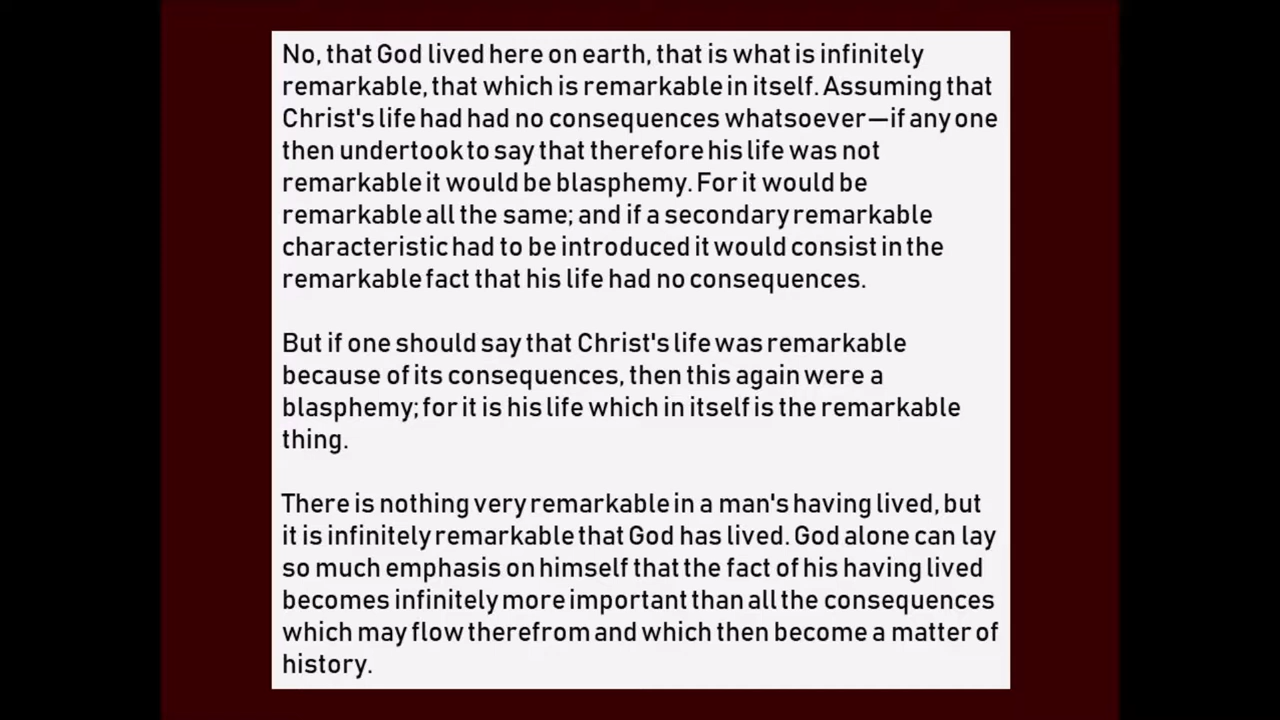 No, that God lived here on earth, that is what is infinitely
remarkable, that which is remarkable in itself. Assuming that
Christ's life had had no consequences whatsoever—if any one
then undertook to say that therefore his life was not
remarkable it would be blasphemy. For it would be
remarkable all the same; and if a secondary remarkable
characteristic had to be introduced it would consist in the
remarkable fact that his life had no consequences.
But if one should say that Christ's life was remarkable
because of its consequences, then this again were a
blasphemy; for it is his life which in itself is the remarkable
thing.
There is nothing very remarkable in a man's having lived, but
it is infinitely remarkable that God has lived. God alone can lay
so much emphasis on himself that the fact of his having lived
becomes infinitely more important than all the consequences
which may flow therefrom and which then become a matter of
history.